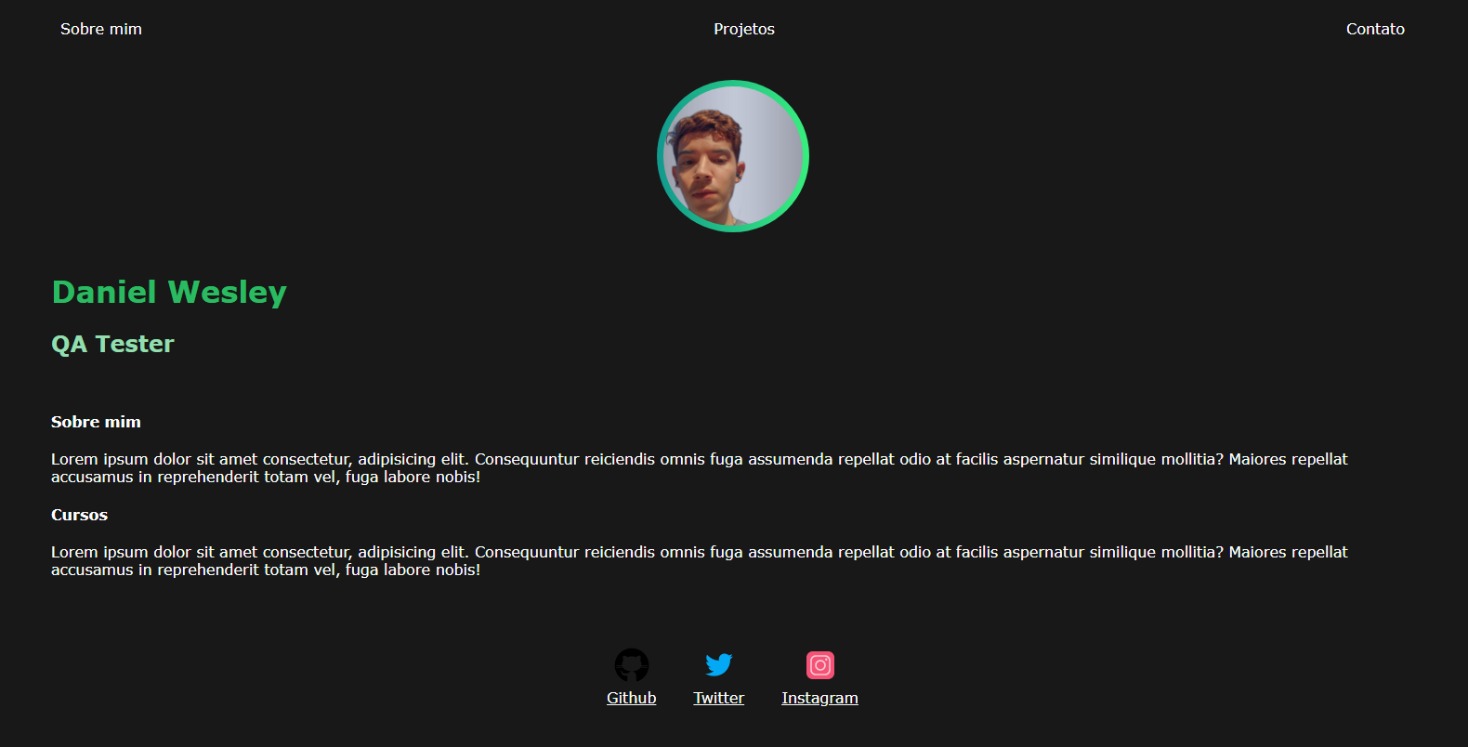 Sobre mim
Projetos
Contato
Daniel Wesley
QA Tester
Sobre mim
Lorem ipsum dolor sit amet consectetur, adipisicing elit. Consequuntur reiciendis omnis fuga assumenda repellat odio at facilis aspernatur similique mollitia? Maiores repellat
accusamus in reprehenderit totam vel, fuga labore nobis!
Cursos
Lorem ipsum dolor sit amet consectetur, adipisicing elit. Consequuntur reiciendis omnis fuga assumenda repellat odio at facilis aspernatur similique mollitia? Maiores repellat
accusamus in reprehenderit totam vel, fuga labore nobis!
Github
Twitter
Instagram